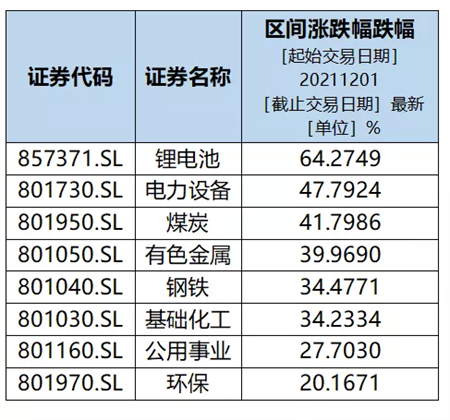 证券代码 证券名称 区间涨跌幅跌幅
[起始交易日期]
20211201
[截止交易日期] 最新
[单位] %
857371.SL 锂电池 64.2749
801730.SL 电力设备 47.7924
801950.SL 煤炭 41.7986
801050.SL 有色金属 39.9690
801040.SL 钢铁 34.4771
801030.SL 基础化工 34.2334
801160.SL 公用事业 27.7030
801970.SL 环保 20.1671